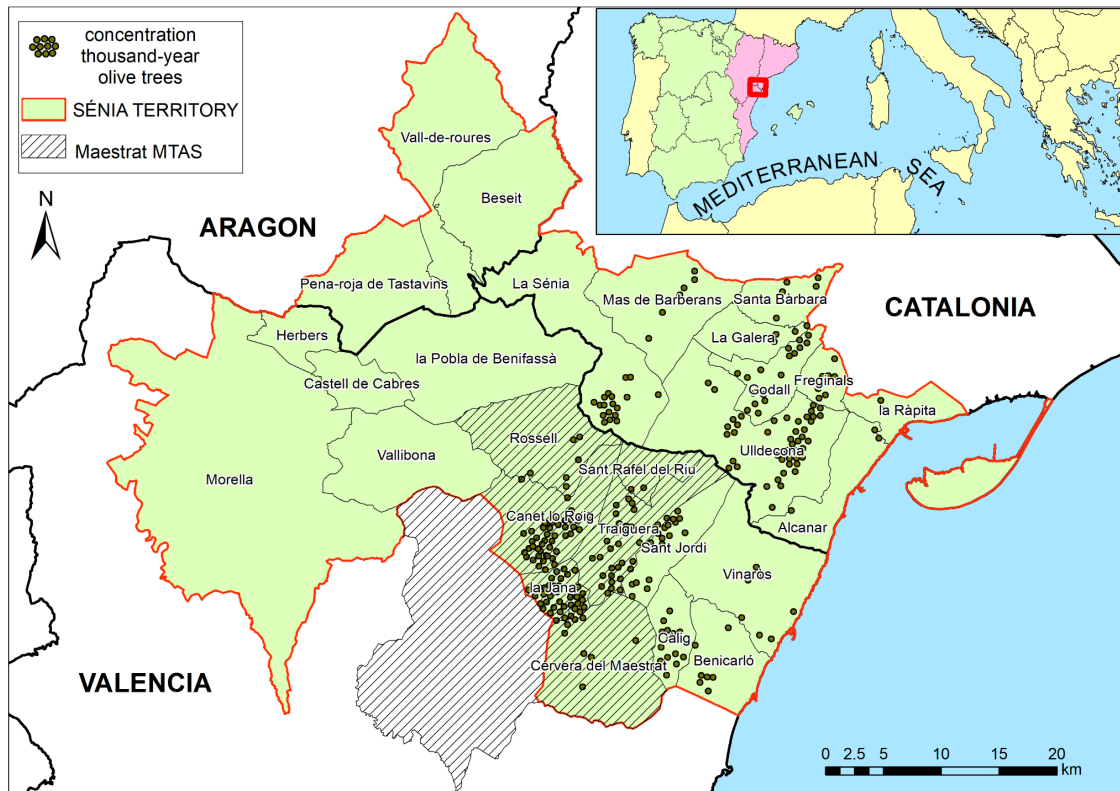 concentration
thousand-year
olive trees
SÉNIA TERRITORY
Maestrat MTAS
N
MEDITERRANEAN SEA
ARAGON
CATALONIA
VALENCIA
Vall-de-roures
Beseit
Pena-roja de Tastavins
La Sénia
Mas de Barberans
Santa Bàrbara
Herbers
la Pobla de Benifassà
La Galera
Castell de Cabres
Godall
Freginals
la Ràpita
Rossell
Ulldecona
Morella
Vallibona
Sant Rafel del Riu
Canet lo Roig
Traiguera
Alcanar
Sant Jordi
Vinaròs
la Jana
Càlig
Cervera del Maestrat
Benicarló
0 2.5 5 10 15 20
km